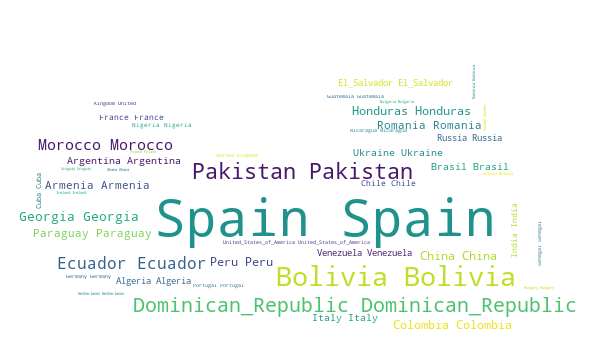 El_Salvador El_Salvador
Guatemala Guatemala
Kingdom United
Bulgaria Bulgaria
Honduras Honduras
France France
Nigeria Nigeria
Romania Romania
Nicaragua Nicaragua
Russia Russia
Morocco Morocco
Ukraine Ukraine
United Kingdom
Argentina Argentina
Pakistan Pakistan
Brasil Brasil
Uruguay Uruguay
Ghana Ghana
Armenia Armenia
Chile Chile
Cuba Cuba
Ireland Ireland
Georgia Georgia
Spain Spain
India India
Paraguay Paraguay
Senegal Senegal
United_States_of_America United_States_of_America
Venezuela Venezuela
China China
Ecuador Ecuador
Peru Peru
Germany Germany
Bolivia Bolivia
Algeria Algeria
Portugal Portugal
Netherlands Netherlands
Dominican_Republic Dominican_Republic
Italy Italy
Colombia Colombia